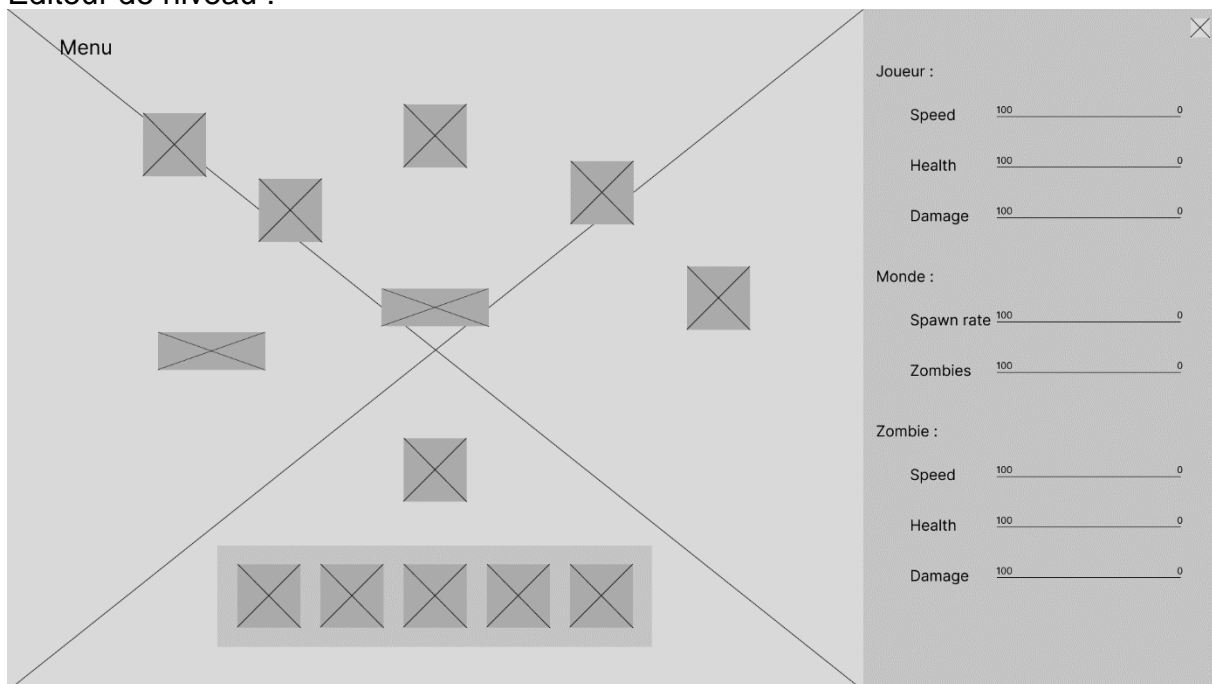 Editeur de niveau :
Menu
Joueur :
Speed 100 0
Health 100 0
Damage 100 0
Monde :
Spawn rate 100 0
Zombies 100 0
Zombie :
Speed 100 0
Health 100 0
Damage 100 0